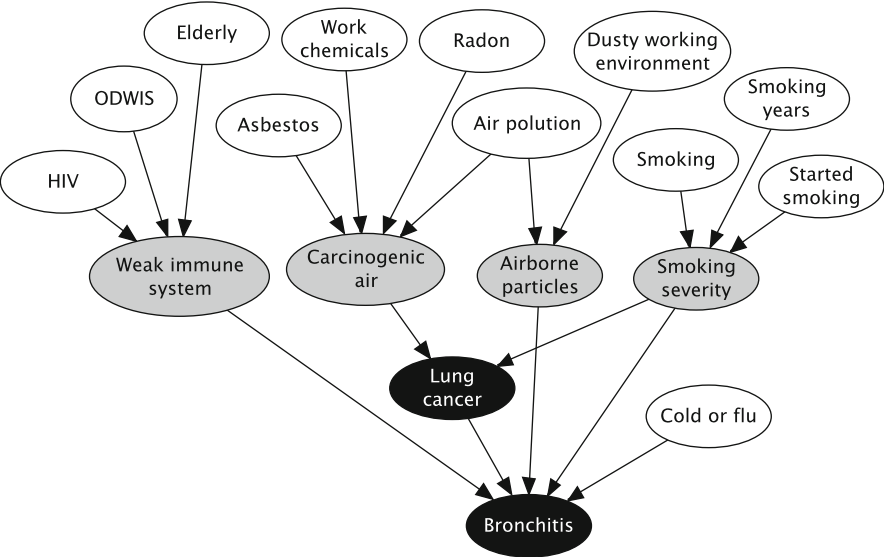 Elderly
Work
chemicals
Radon
Dusty working
environment
ODWIS
Smoking
years
Asbestos
Air polution
Smoking
HIV
Started
smoking
Weak immune
system
Carcinogenic
air
Airborne
particles
Smoking
severity
Lung
cancer
Cold or flu
Bronchitis